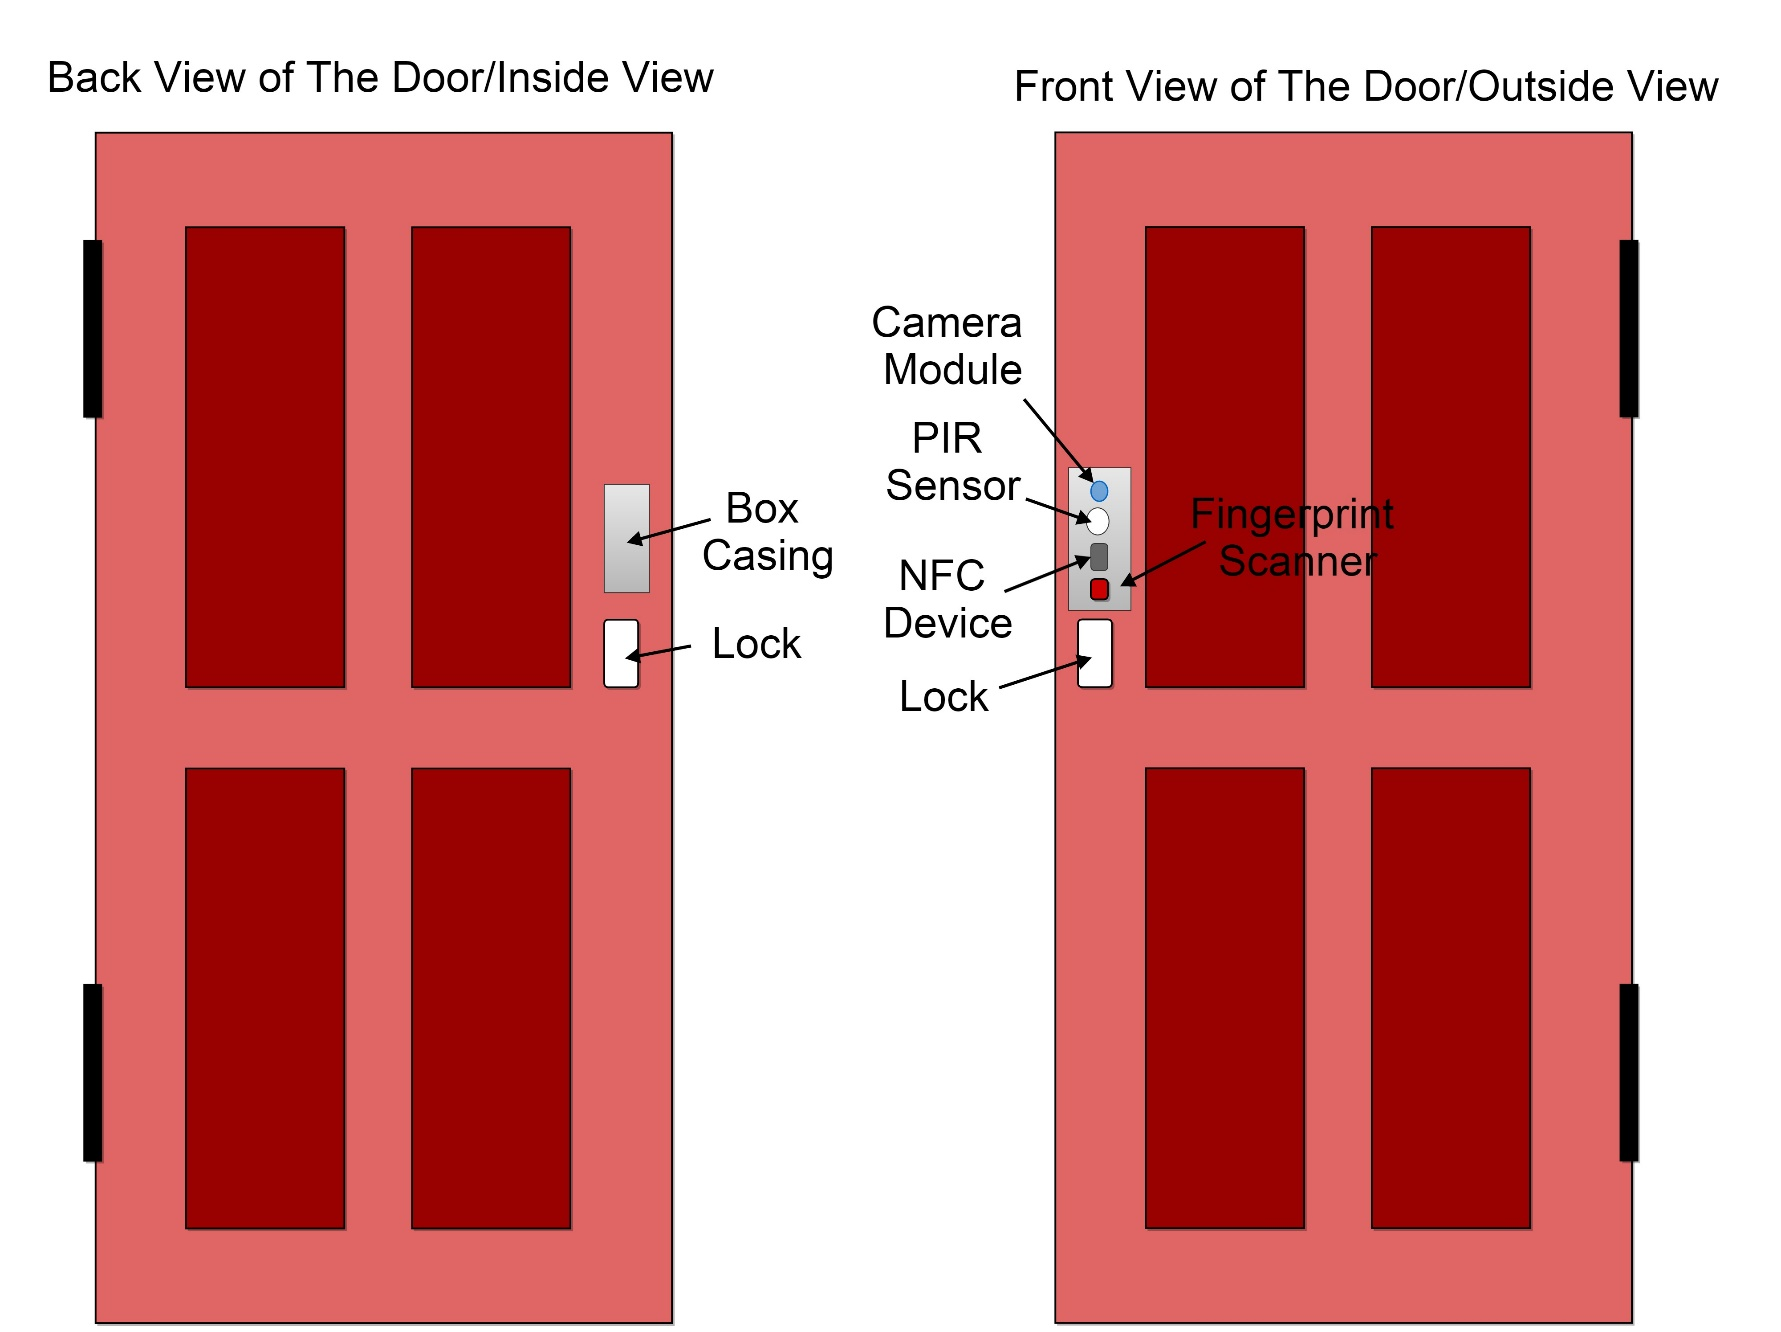 Back View of The Door/Inside View
Box
Casing
Lock
Front View of The Door/Outside View
Camera
Module
PIR
Sensor
NFC
Device
Lock
Fingerprint
Scanner